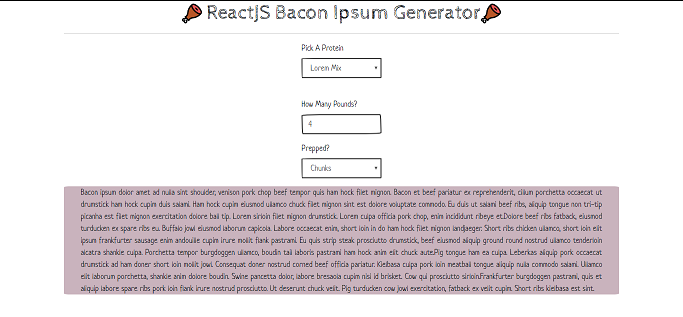 ReactJS Bacon Ipsum Generator
Pick A Protein
Lorem Mix
How Many Pounds?
4
Prepped?
Chunks
Bacon ipsum dolor amet ad nulla sint shoulder, venison pork chop beef tempor quis ham hock filet mignon. Bacon et beef pariatur ex reprehenderit, cillum porchetta occaecat ut
drumstick ham hock cupim duis salami. Ham hock cupim eiusmod ullamco chuck filet mignon sint est dolore voluptate commodo. Eu duis ut salami beef ribs, aliquip tongue non tri-tip
picanha est filet mignon exercitation dolore ball tip. Lorem sirloin filet mignon drumstick. Lorem culpa officia pork chop, enim incididunt ribeye et.Dolore beef ribs fatback, eiusmod
turducken ex spare ribs eu. Buffalo jowl eiusmod laborum capicola. Labore occaecat enim, short loin in do ham hock filet mignon andjaeger. Short ribs chicken ullamco, short loin elit
ipsum frankfurter sausage enim andouille cupim irure mollit flank pastrami. Eu quis strip steak prosciutto drumstick, beef eiusmod aliquip ground round nostrud ullamco tenderloin
alcatra shankle culpa. Porchetta tempor burgdoggen ullamco, boudin tail laboris pastrami ham hock anim elit chuck aute.Pig tongue ham ea culpa. Leberkas aliquip pork occaecat
drumstick ad ham doner short loin mollit jowl. Consequat doner nostrud corned beef officia pariatur. Kielbasa culpa pork loin meatball tongue aliquip nulla commodo salami. Ullamco
elit laborum porchetta, shankle anim dolore boudin. Swine pancetta dolor, labore bresaola cupim nisi id brisket. Cow qui prosciutto sirloin.Frankfurter burgdoggen pastrami, quis et
aliquip labore spare ribs pork loin flank irure nostrud prosciutto. Ut deserunt chuck velit. Pig turducken cow jowl exercitation, fatback ex velit cupim. Short ribs kielbasa est sint.